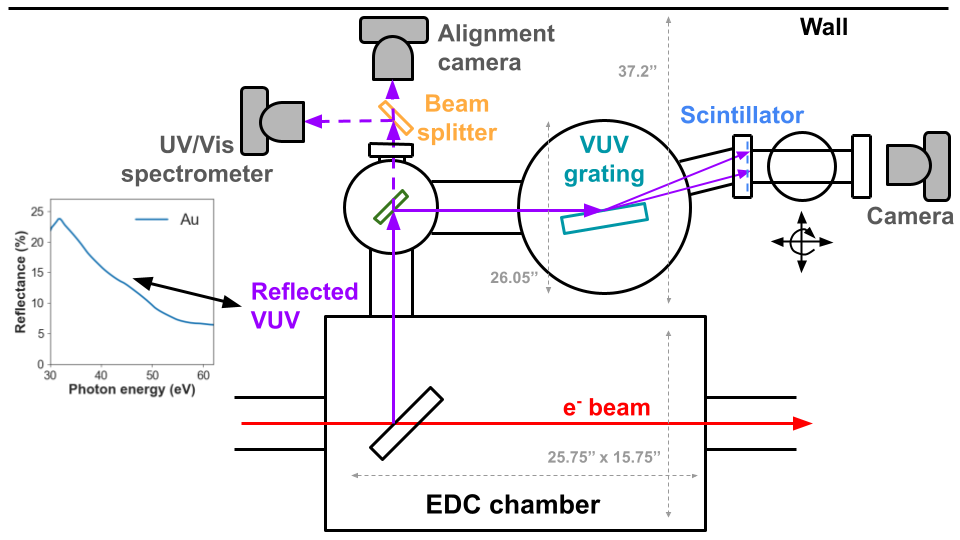 Wall
Alignment
camera
37.2”
Beam
splitter
Scintillator
UV/Vis
spectrometer
VUV
grating
Camera
26.05”
Reflected
VUV
Au
25
20
15
10
5
0
Reflectance (%)
30
40
50
60
Photon energy (eV)
e- beam
25.75” x 15.75”
EDC chamber